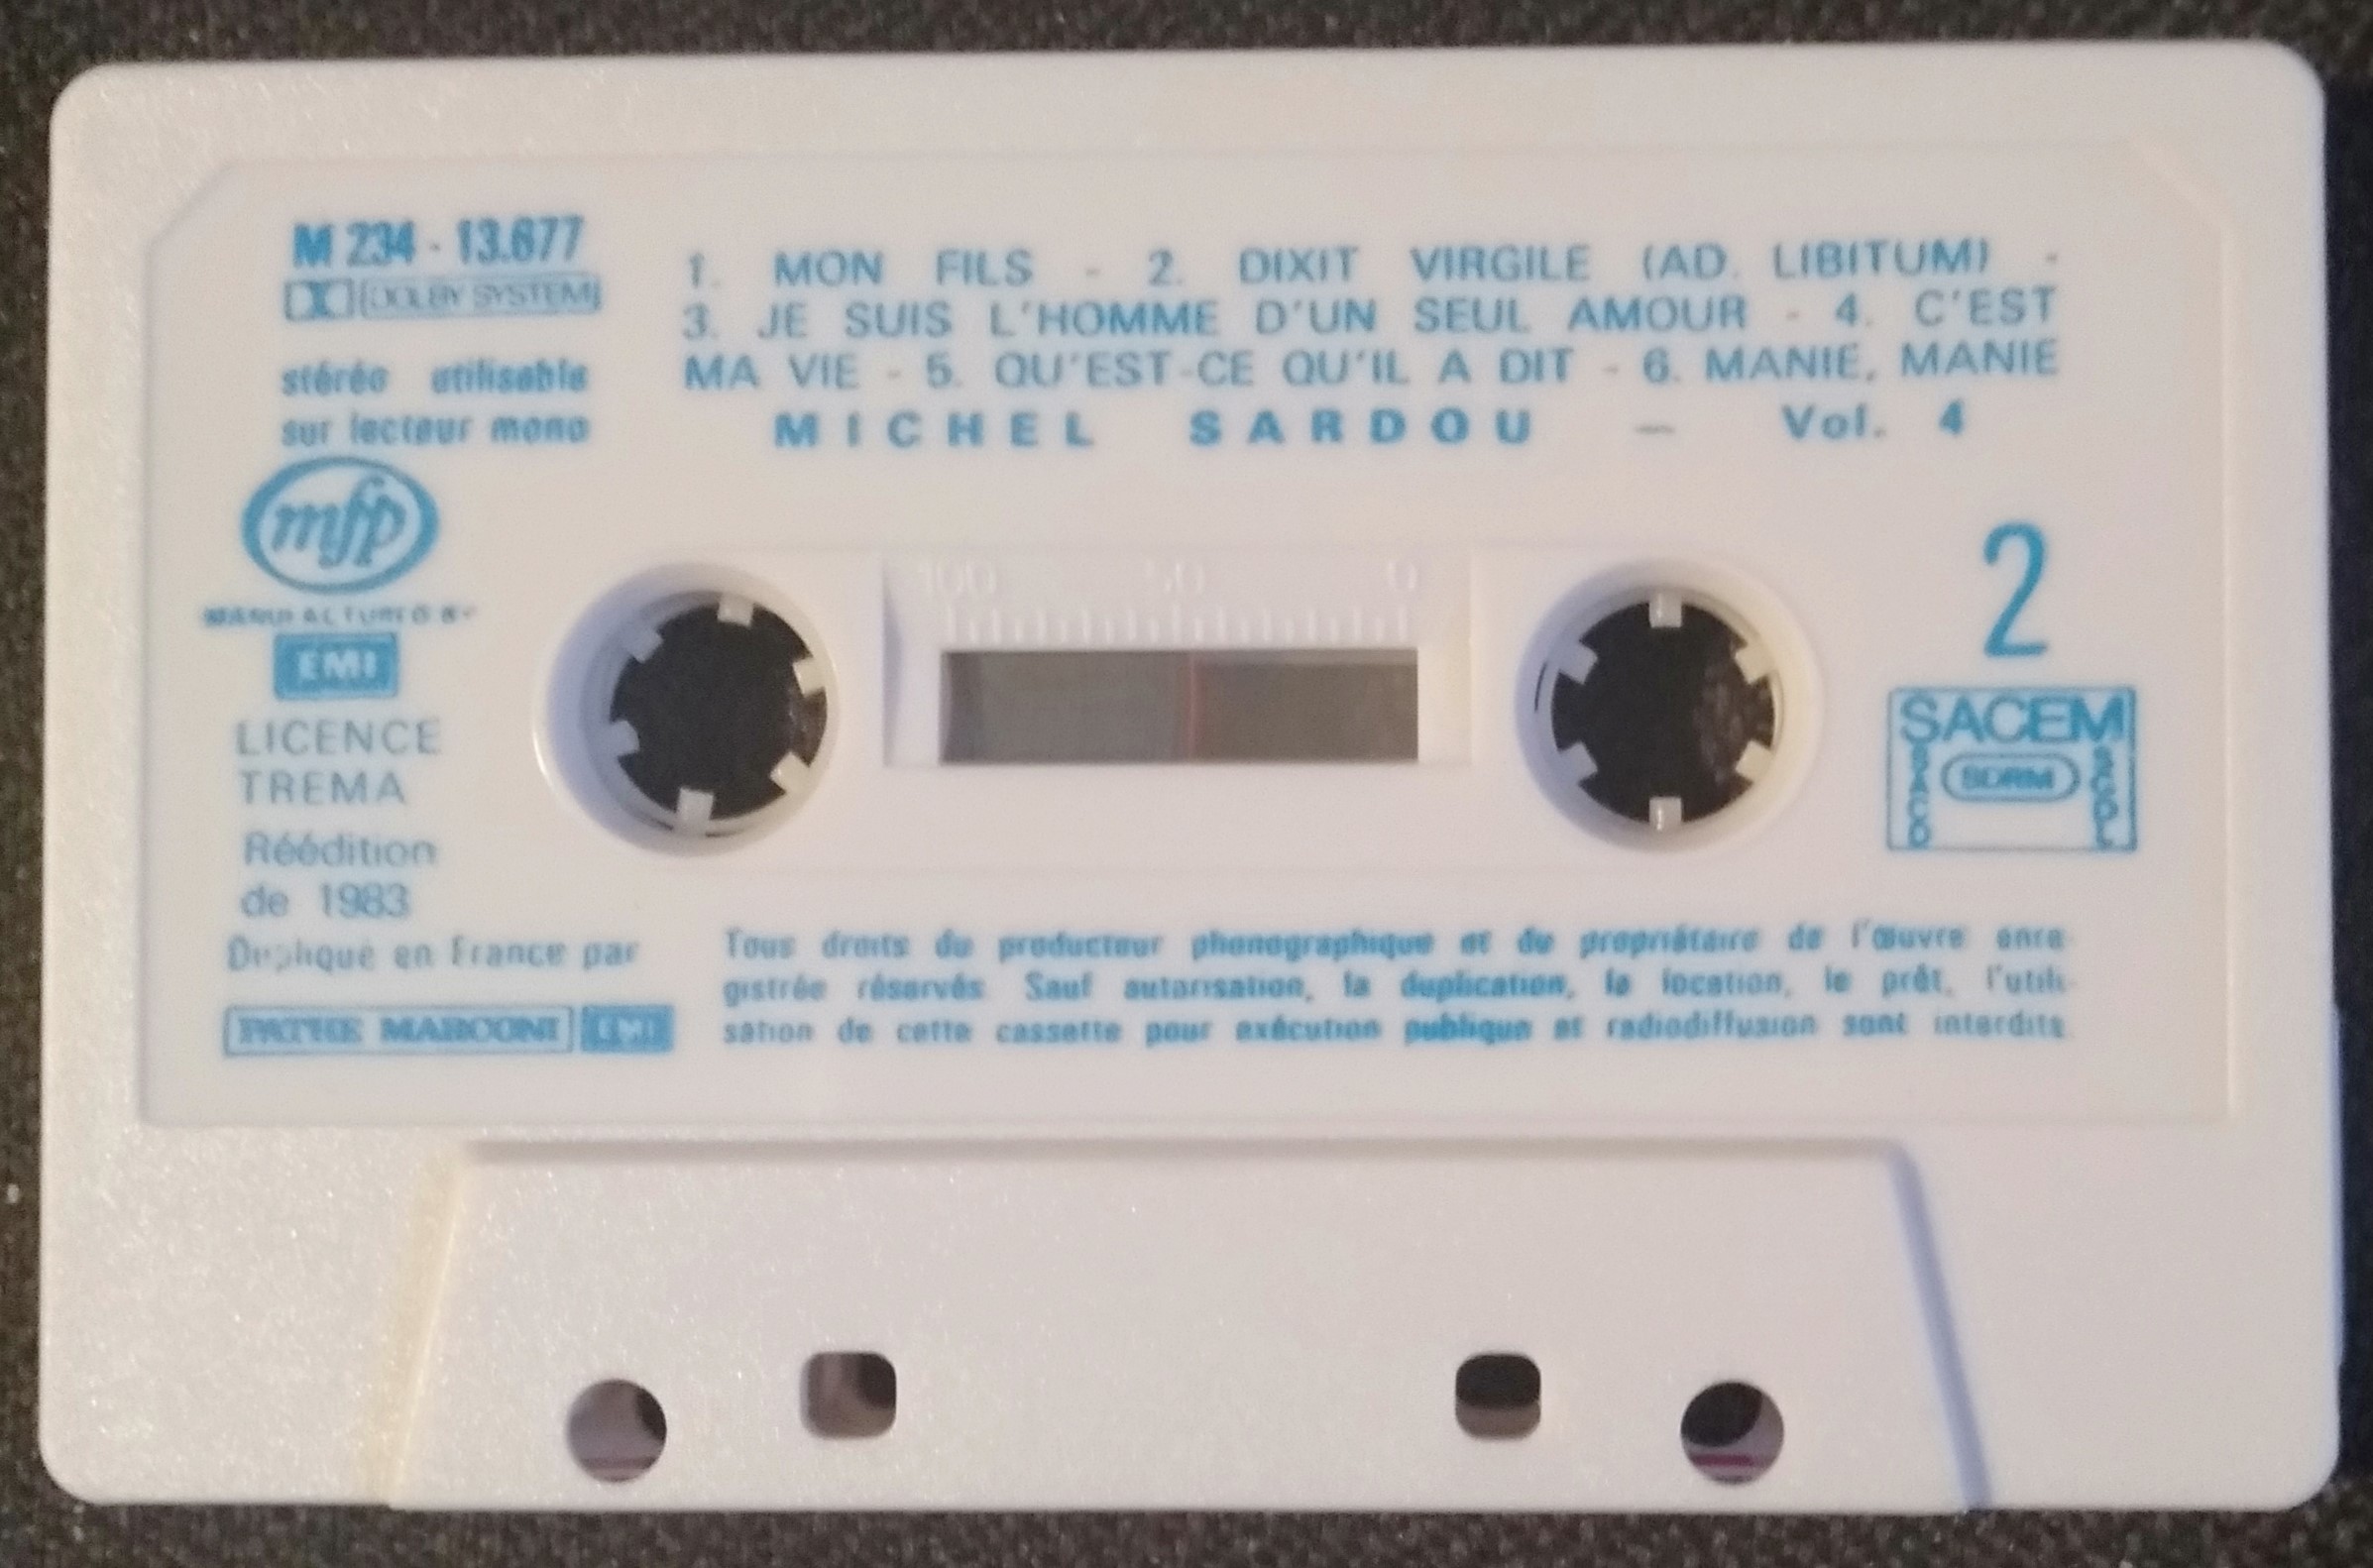 M 234 - 13.677
DOLBY SYSTEM
stéréo utilisable
sur lecteur mono
1. MON FILS - 2. DIXIT VIRGILE (AD. LIBITUM) -
3. JE SUIS L'HOMME D'UN SEUL AMOUR - 4. C'EST
MA VIE - 5. QU'EST-CE QU'IL A DIT - 6. MANIE, MANIE
MICHEL SARDOU — Vol. 4
mfp
MANUFACTURED BY
EMI
LICENCE
TREMA
Réédition
de 1983
Dupliqué en France par
PATHE MARCONI EMI
100 50 0
2
SACEM
SACD
SDRM
SGDL
Tous droits du producteur phonographique et du propriétaire de l'œuvre enre-
gistrée réservés Sauf autorisation, la duplication, la location, le prêt, l'utili-
sation de cette cassette pour exécution publique et radiodiffusion sont interdits